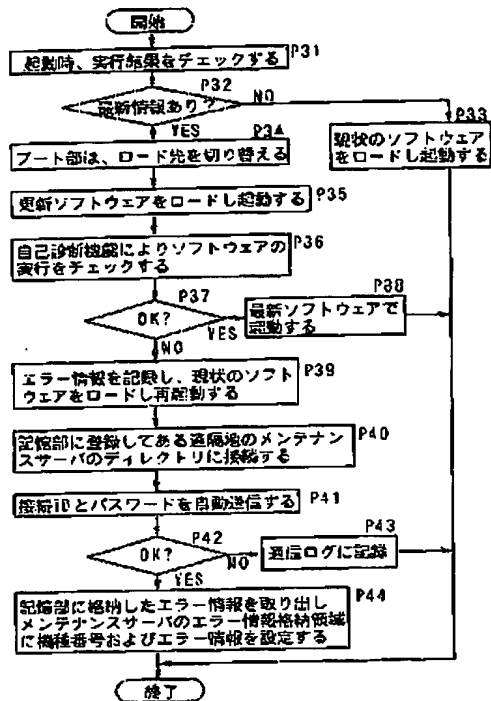 開始
P31
起動時、実行結果をチェックする
P32
最新情報あり?
NO
YES
P33
現状のソフトウェア
をロードし起動する
P34
ブート部は、ロード先を切り替える
更新ソフトウェアをロードし起動する
P35
自己診断機能によりソフトウェアの
実行をチェックする
P36
P37
OK?
YES
NO
P38
最新ソフトウェアで
起動する
エラー情報を記録し、現状のソフト
ウェアをロードし再起動する
P39
記憶部に登録してある遠隔地のメンテナン
スサーバのディレクトリに接続する
P40
接続IDとパスワードを自動送信する
P41
P42
OK?
NO
YES
P43
通信ログに記録
記憶部に格納したエラー情報を取り出し
メンテナンスサーバのエラー情報格納領域
に機種番号およびエラー情報を設定する
P44
終了